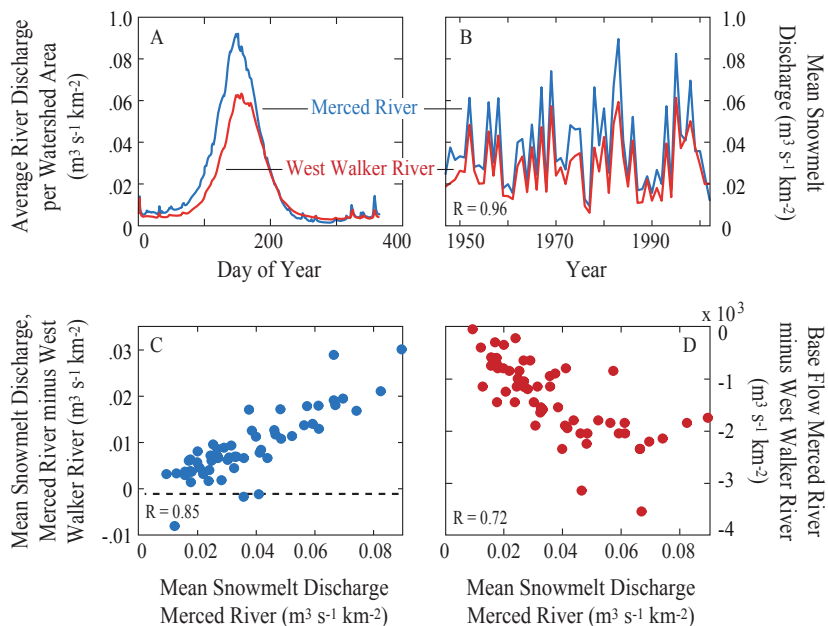 Average River Discharge
per Watershed Area
(m³ s-¹ km-²)
1.0
.08
.06
.04
.02
0
A
0
200
400
Day of Year
Merced River
West Walker River
B
R = 0.96
1950
1970
1990
Year
1.0
.08
.06
.04
.02
0
Mean Snowmelt
Discharge
(m³ s-¹ km-²)
Mean Snowmelt Discharge,
Merced River minus West
Walker River (m³ s-¹ km-²)
.03
.02
.010
0
-.01
C
R = 0.85
0
0.02
0.04
0.06
0.08
Mean Snowmelt Discharge
Merced River (m³ s-¹ km-²)
D
R = 0.72
0
0.02
0.04
0.06
0.08
Mean Snowmelt Discharge
Merced River (m³ s-¹ km-²)
x 10³
0
-1
-2
-3
-4
Base Flow Merced River
minus West Walker River
(m³ s-¹ km-²)